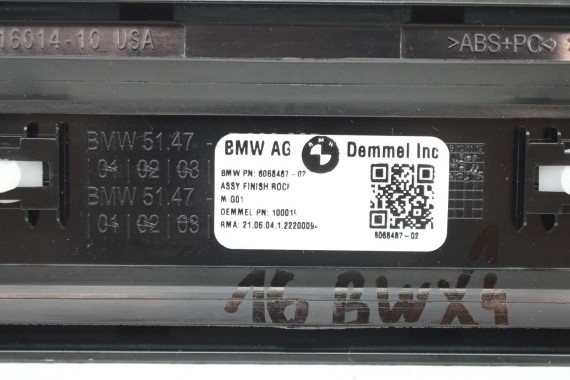 16014-10 USA
>ABS+PC<
BMW 51.47 -
04 02 03
BMW 51.47 -
01 02 03
BMW AG Demmel Inc
BMW PN: 8068487-02
ASSY FINISH ROCK
M G01
DEMMEL PN: 10001
RMA: 21.06.04.1.2220009
8068487-02
16 BWX4